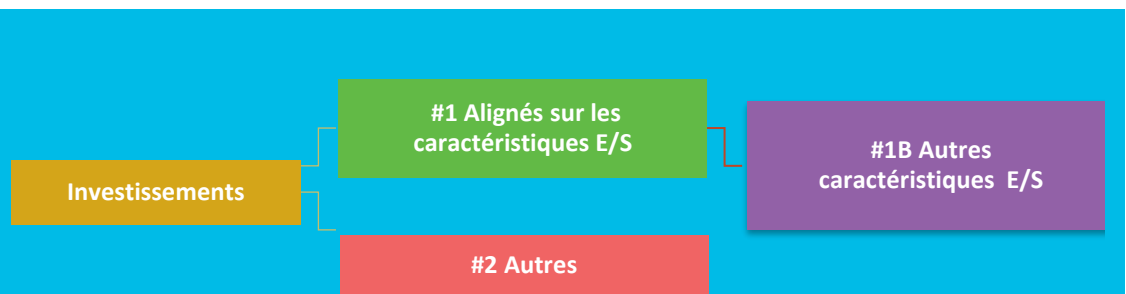 #1 Alignés sur les
caractéristiques E/S
#1B Autres
caractéristiques E/S
Investissements
#2 Autres